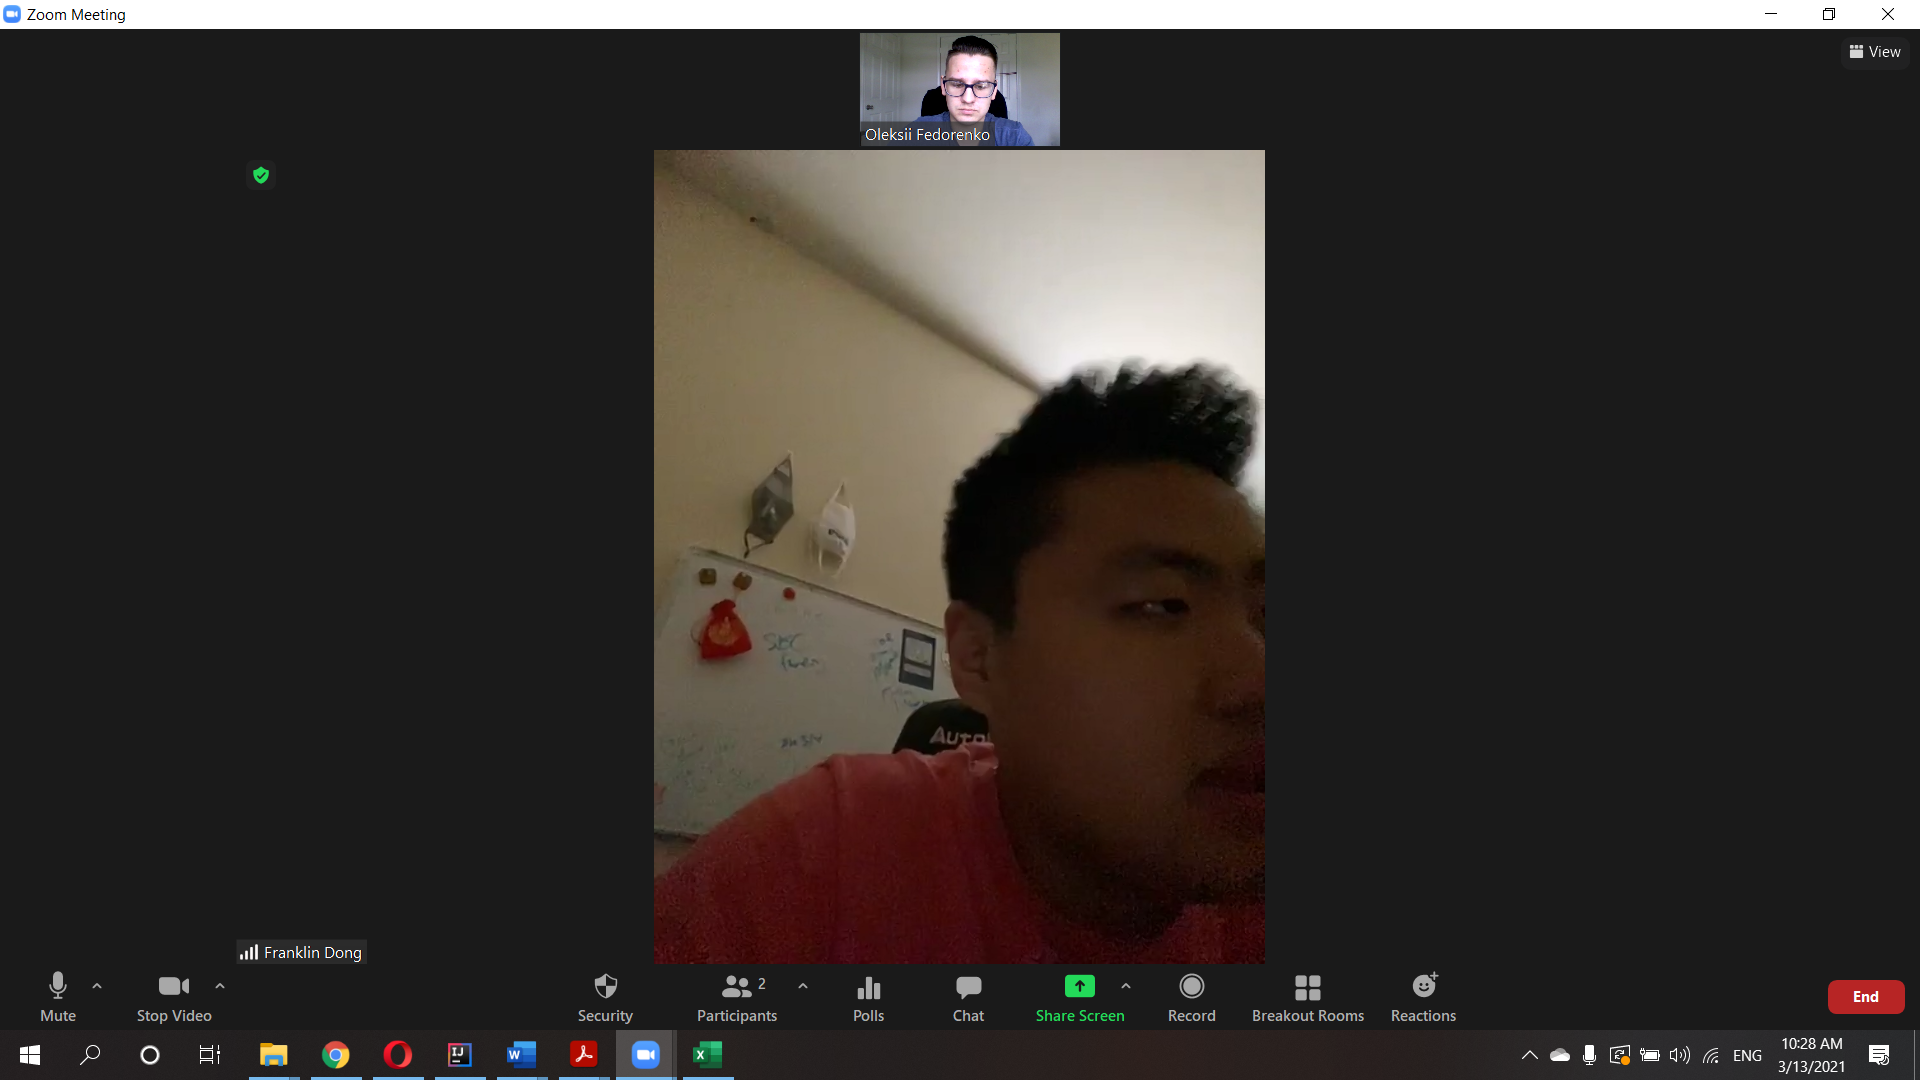 Zoom Meeting
View
Oleksii Fedorenko
Franklin Dong
Mute
Stop Video
Security
Participants 2
Polls
Chat
Share Screen
Record
Breakout Rooms
Reactions
End
IJ
W
X
ENG
10:28 AM
3/13/2021